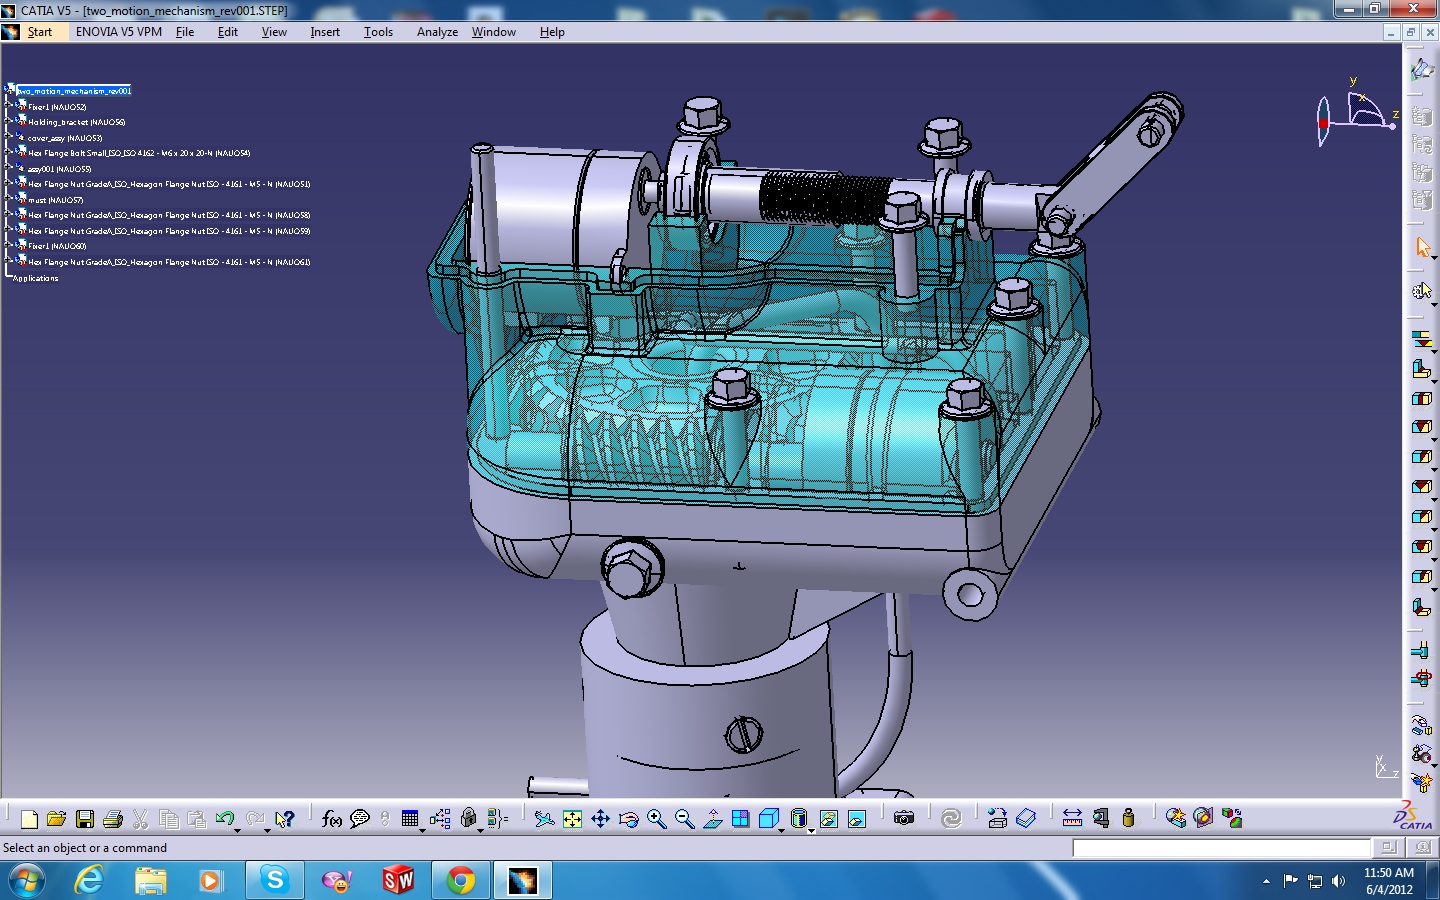 CATIA V5 - [two_motion_mechanism_rev001.STEP]
Start ENOVIA V5 VPM File Edit View Insert Tools Analyze Window Help
two_motion_mechanism_rev001
Fixer1 (NAUO52)
Holding_bracket (NAUO56)
cover_assy (NAUO53)
Hex Flange Bolt Small_ISO_ISO 4162 - M6 x 20 x 20-N (NAUO54)
assy001 (NAUO55)
Hex Flange Nut GradeA_ISO_Hexagon Flange Nut ISO - 4161 - M5 - N (NAUO51)
must (NAUO57)
Hex Flange Nut GradeA_ISO_Hexagon Flange Nut ISO - 4161 - M5 - N (NAUO58)
Hex Flange Nut GradeA_ISO_Hexagon Flange Nut ISO - 4161 - M5 - N (NAUO59)
Fixer1 (NAUO60)
Hex Flange Nut GradeA_ISO_Hexagon Flange Nut ISO - 4161 - M5 - N (NAUO61)
Applications
y
x
z
y
x
z
f(x)
CATIA
Select an object or a command
S
SW
11:50 AM
6/4/2012